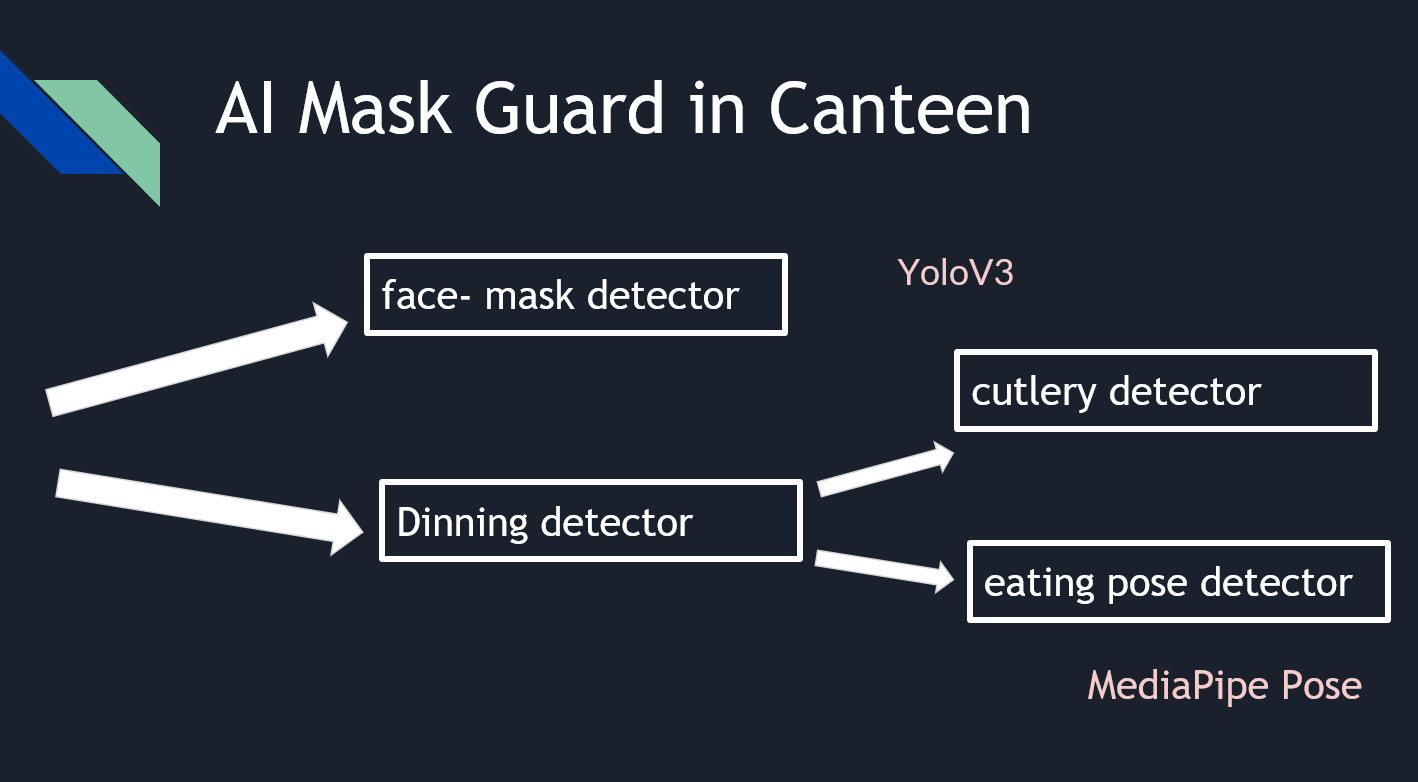 AI Mask Guard in Canteen
face- mask detector
YoloV3
cutlery detector
Dinning detector
eating pose detector
MediaPipe Pose